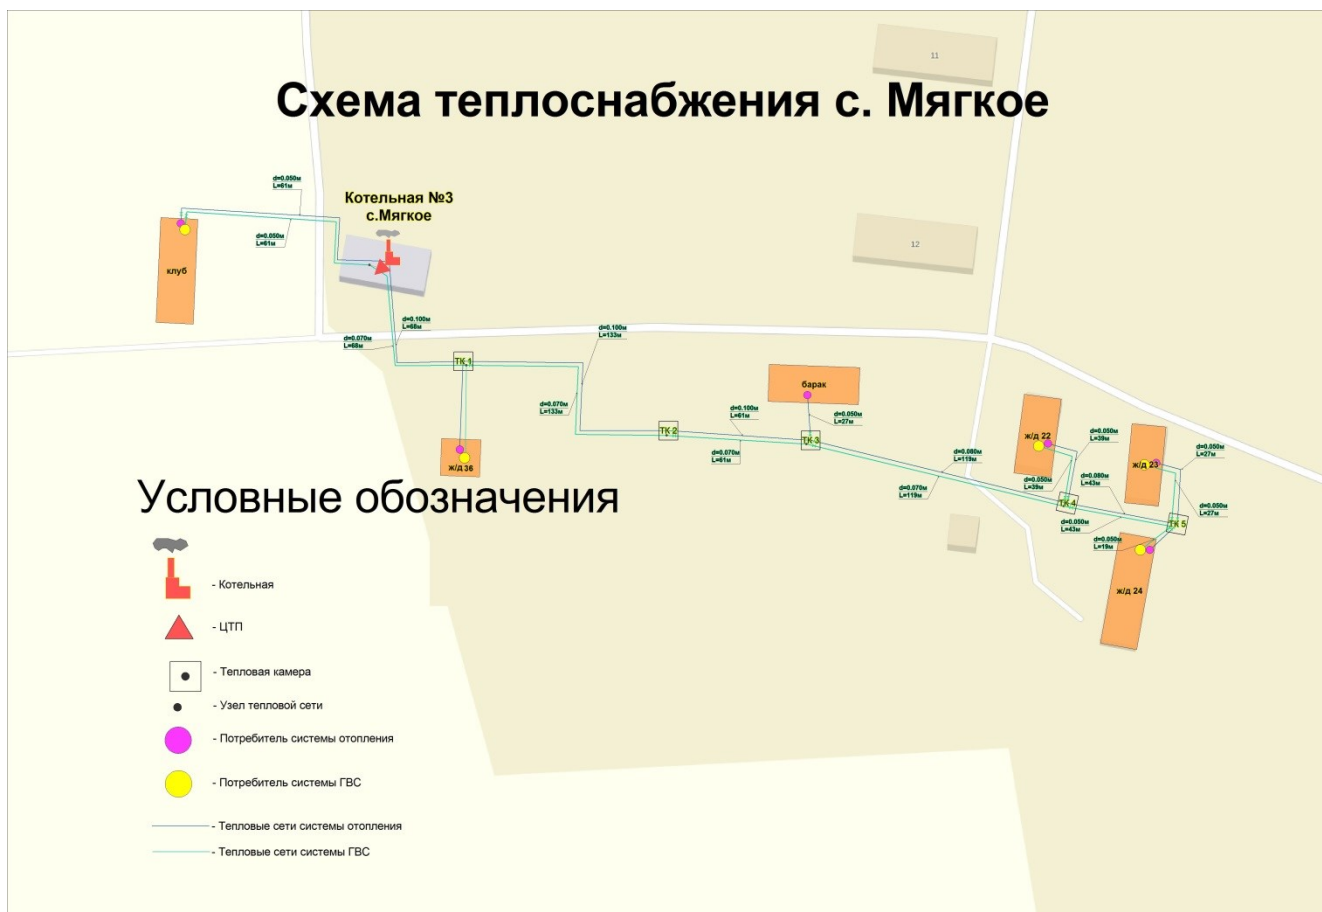 11
Схема теплоснабжения с. Мягкое
d=0.050м
L=61м
Котельная №3
с.Мягкое
d=0.050м
L=61м
12
клуб
d=0.100м
L=68м
d=0.100м
L=133м
d=0.070м
L=68м
ТК 1
барак
d=0.070м
L=133м
d=0.100м
L=61м
d=0.050м
L=27м
ТК 2
ТК 3
d=0.070м
L=61м
ж/д 22
d=0.050м
L=39м
ж/д 23
d=0.050м
L=27м
d=0.080м
L=119м
ж/д 36
d=0.050м
L=39м
d=0.080м
L=43м
d=0.070м
L=119м
ТК 4
d=0.050м
L=27м
d=0.050м
L=43м
ТК 5
d=0.050м
L=19м
ж/д 24
Условные обозначения
- Котельная
- ЦТП
- Тепловая камера
- Узел тепловой сети
- Потребитель системы отопления
- Потребитель системы ГВС
- Тепловые сети системы отопления
- Тепловые сети системы ГВС